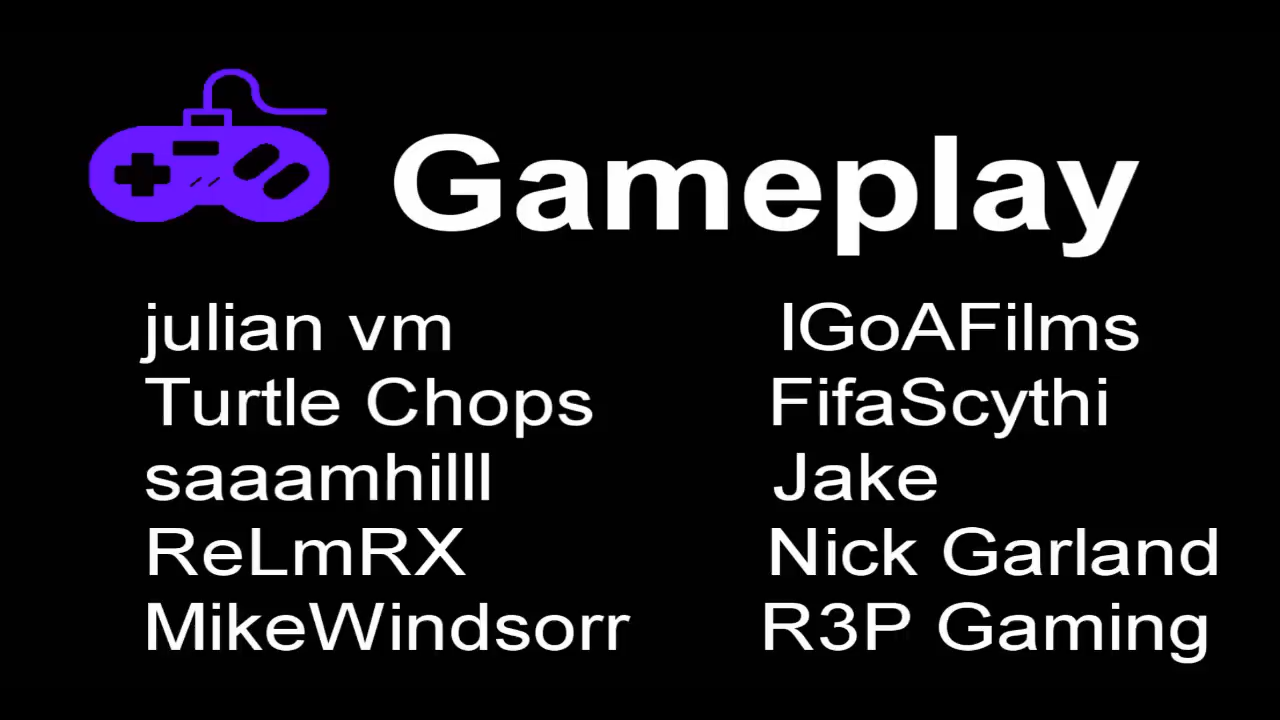 Gameplay
julian vm
Turtle Chops
saaamhilll
ReLmRX
MikeWindsorr
IGoAFilms
FifaScythi
Jake
Nick Garland
R3P Gaming